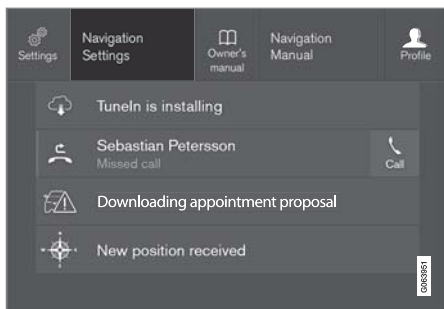 Settings
Navigation
Settings
Owner's
manual
Navigation
Manual
Profile
TuneIn is installing
Sebastian Petersson
Missed call
Call
Downloading appointment proposal
New position received
G063951